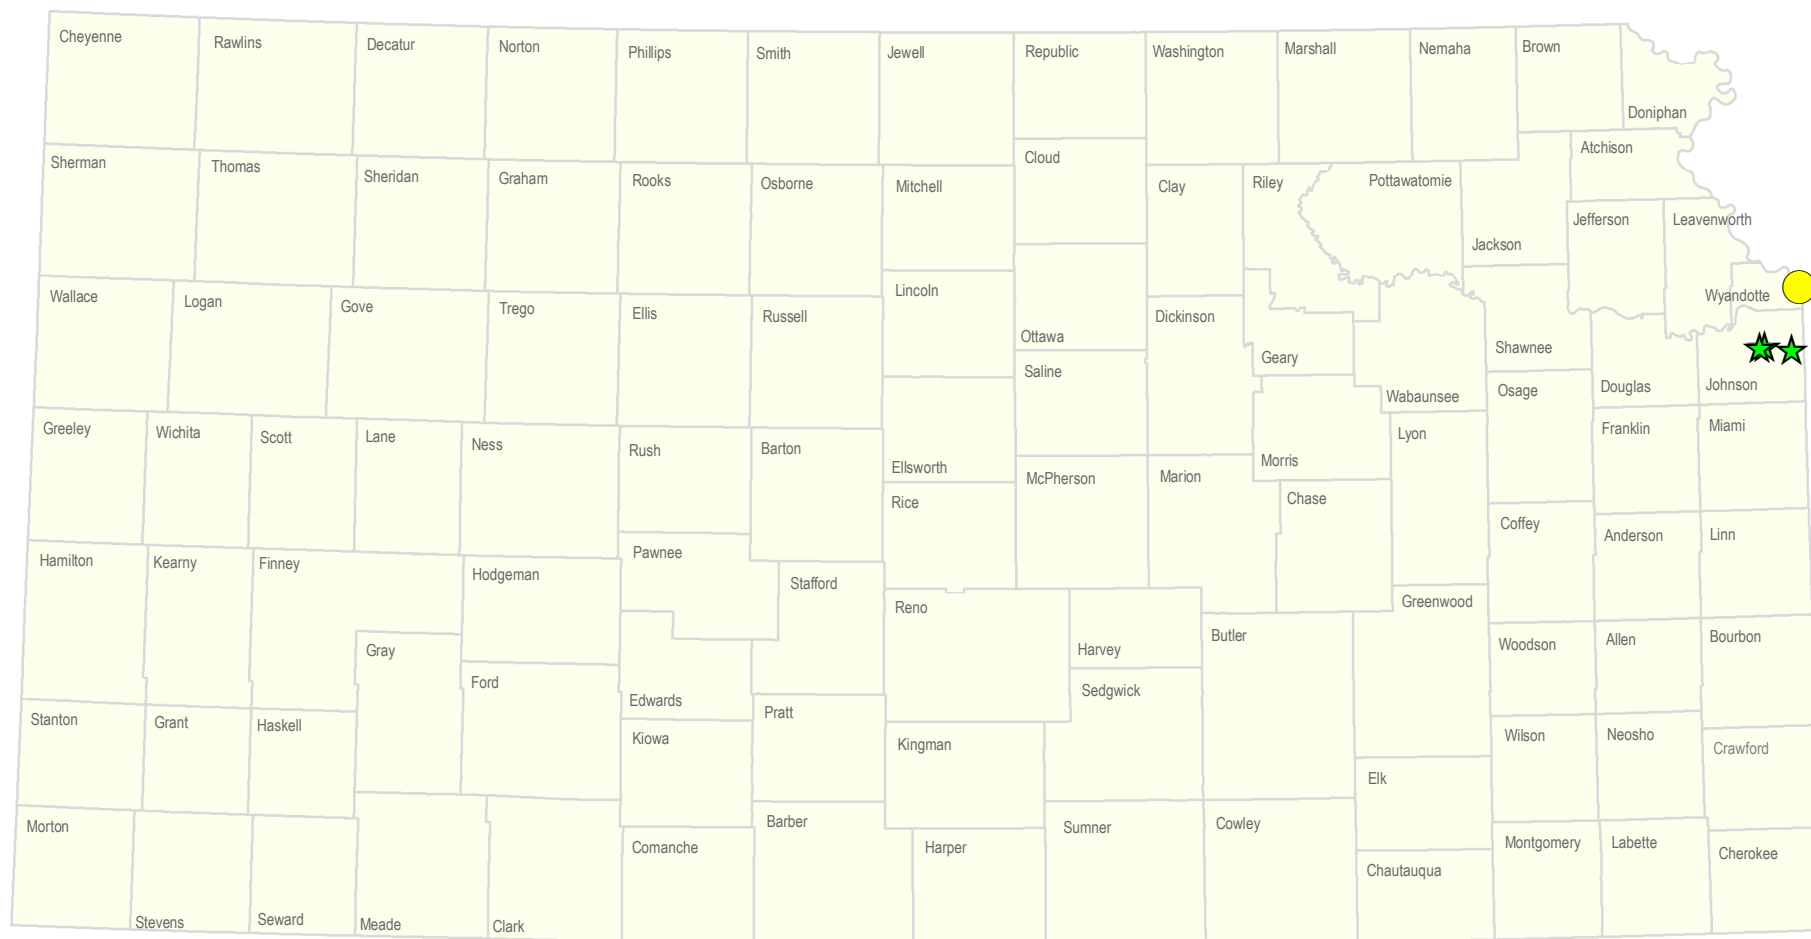 Cheyenne
Rawlins
Decatur
Norton
Phillips
Smith
Jewell
Republic
Washington
Marshall
Nemaha
Brown
Doniphan
Sherman
Thomas
Sheridan
Graham
Rooks
Osborne
Mitchell
Cloud
Clay
Riley
Pottawatomie
Jackson
Atchison
Jefferson
Leavenworth
Wyandotte
Wallace
Logan
Gove
Trego
Ellis
Russell
Lincoln
Ottawa
Saline
Dickinson
Geary
Wabaunsee
Shawnee
Osage
Douglas
Johnson
Greeley
Wichita
Scott
Lane
Ness
Rush
Barton
Ellsworth
Rice
McPherson
Marion
Morris
Chase
Lyon
Coffey
Franklin
Miami
Anderson
Linn
Hamilton
Kearny
Finney
Hodgeman
Pawnee
Stafford
Reno
Harvey
Butler
Greenwood
Woodson
Allen
Bourbon
Gray
Ford
Edwards
Sedgwick
Stanton
Grant
Haskell
Kiowa
Pratt
Kingman
Elk
Wilson
Neosho
Crawford
Morton
Stevens
Seward
Meade
Clark
Comanche
Barber
Harper
Sumner
Cowley
Chautauqua
Montgomery
Labette
Cherokee